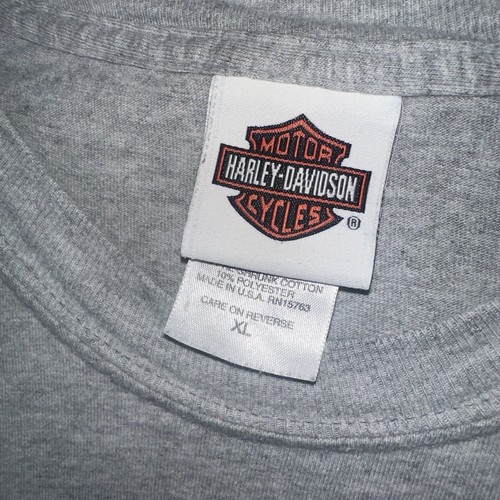 MOTOR
HARLEY-DAVIDSON
CYCLES
®
SHRUNK COTTON
10% POLYESTER
MADE IN U.S.A. RN15763
CARE ON REVERSE
XL